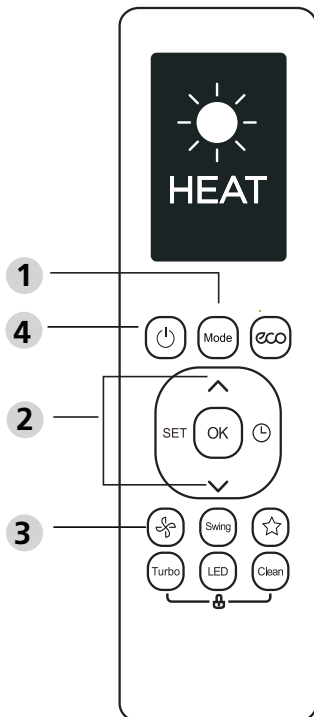 HEAT
1
4
Mode
eco
2
SET OK
3
Swing
Turbo LED Clean